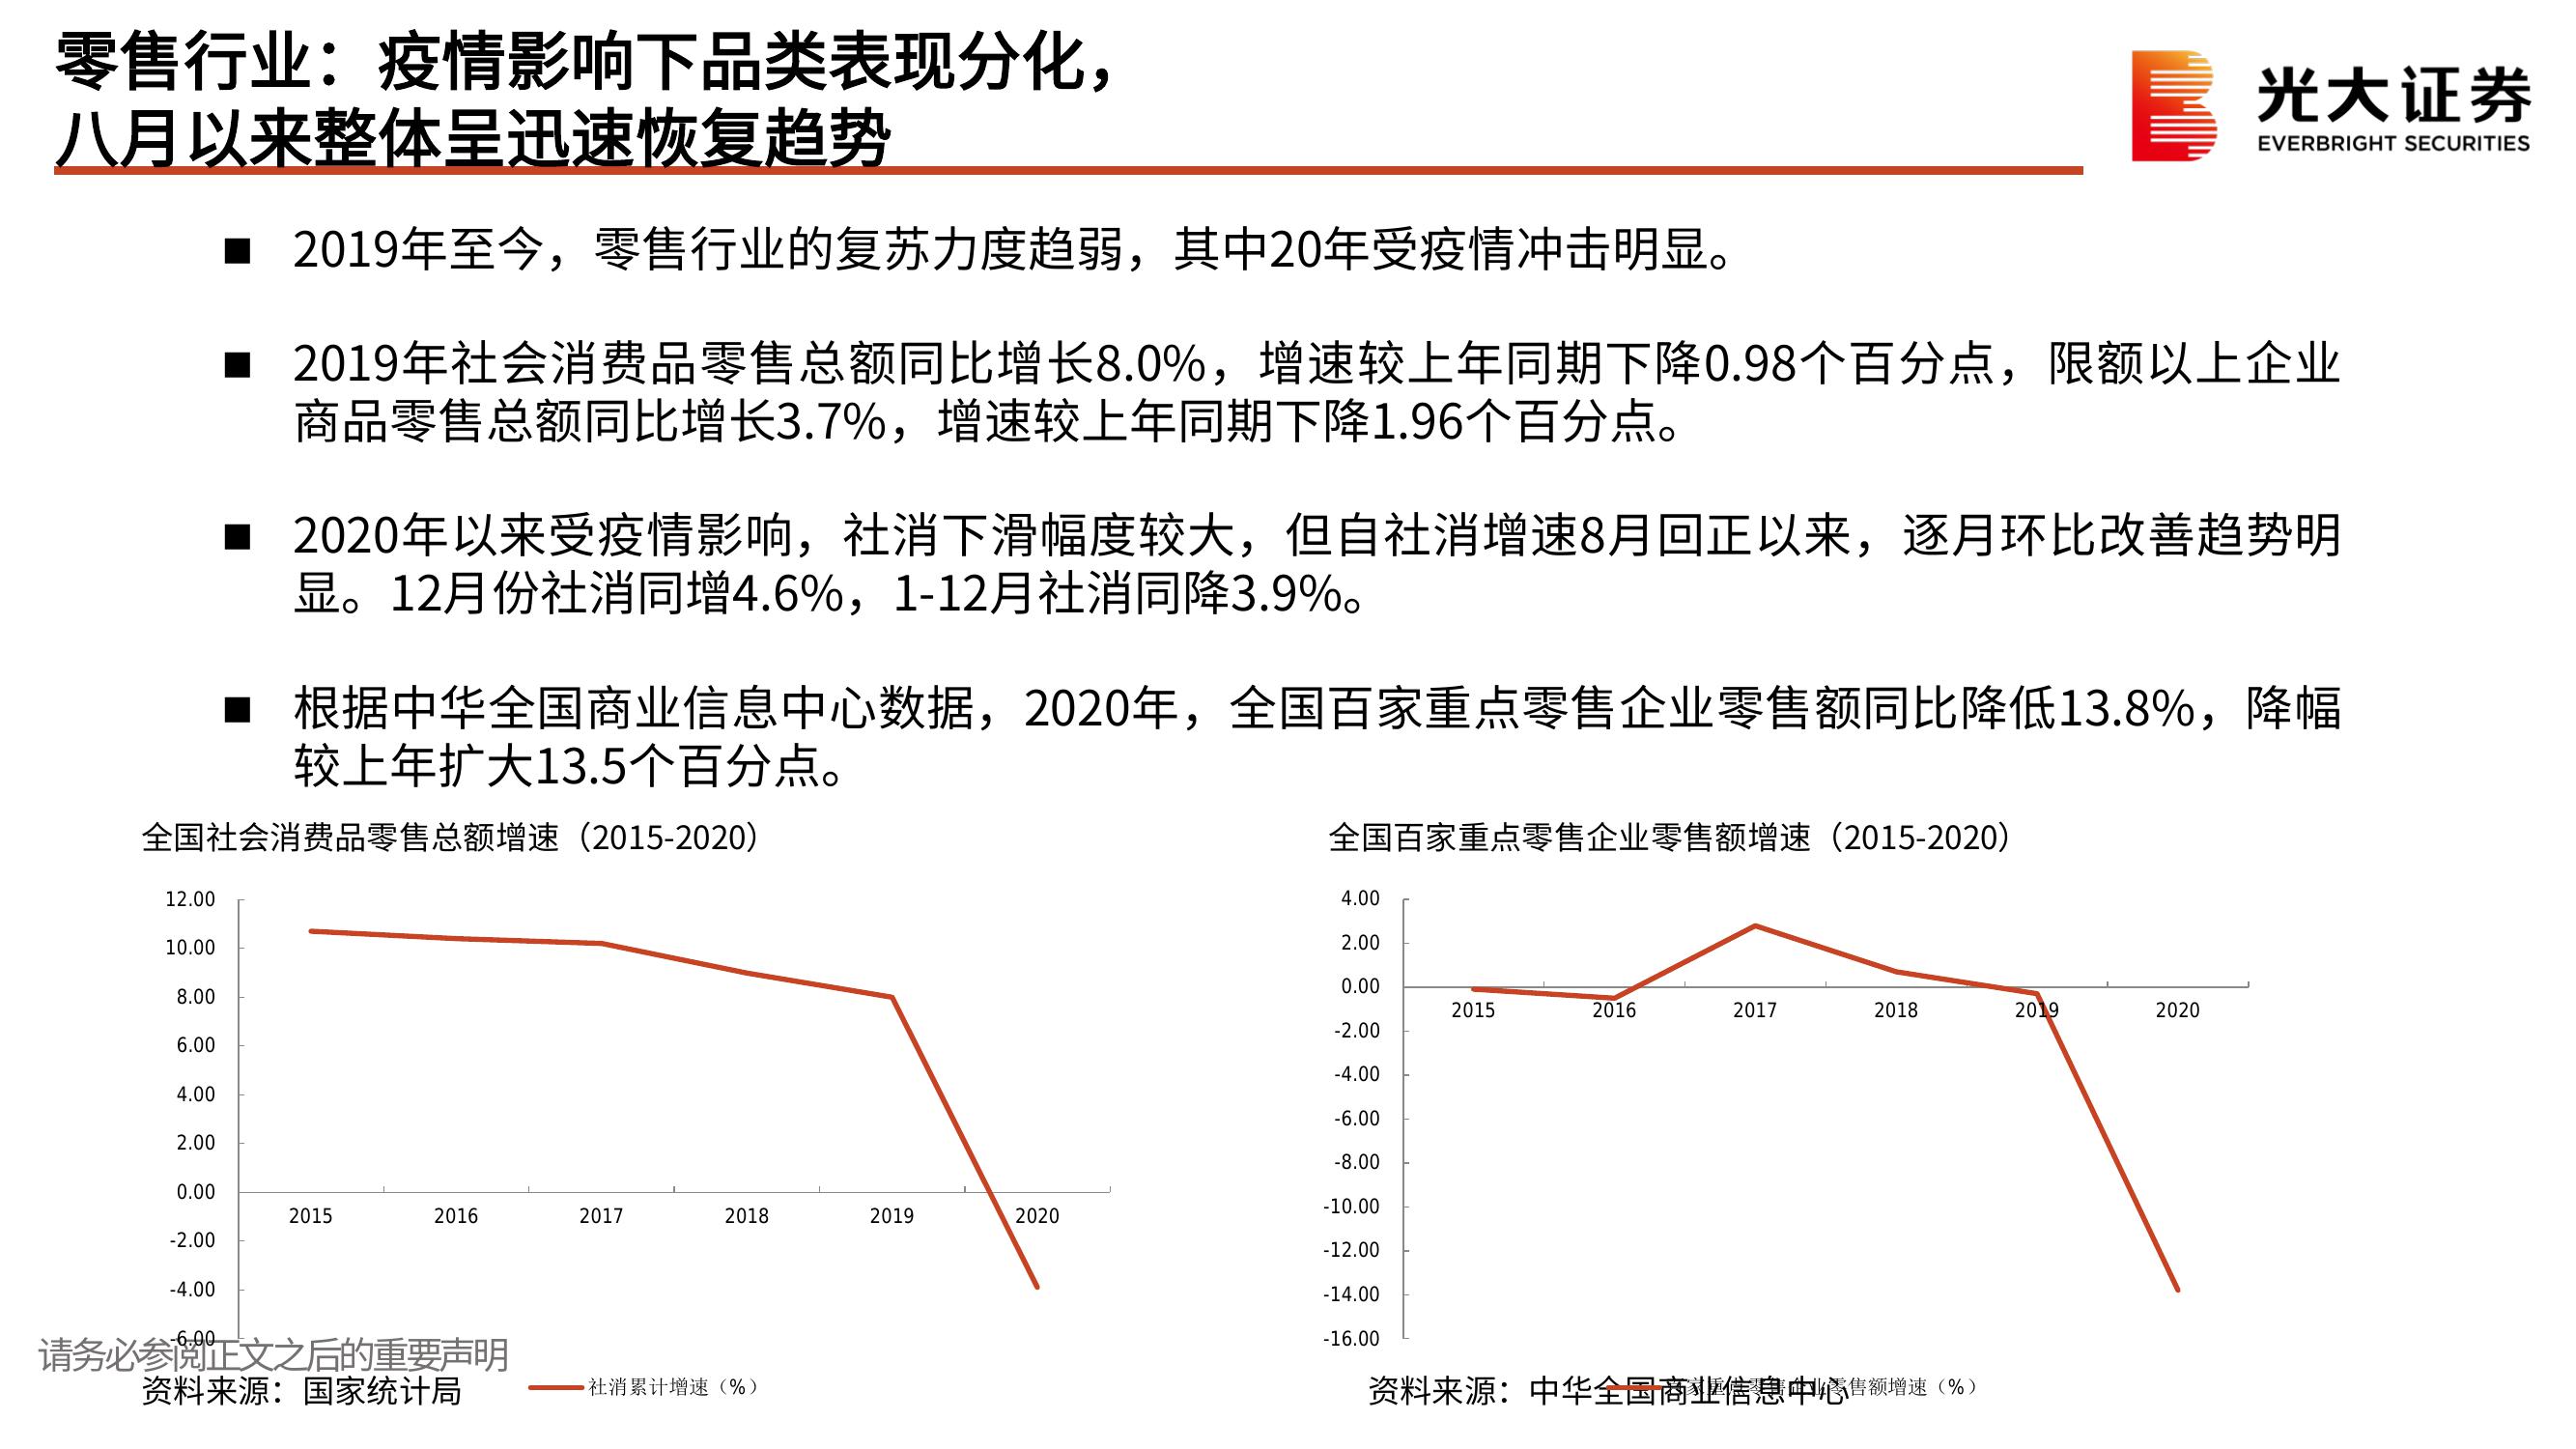 零售行业：疫情影响下品类表现分化，
八月以来整体呈迅速恢复趋势
光大证券
EVERBRIGHT SECURITIES
■ 2019年至今，零售行业的复苏力度趋弱，其中20年受疫情冲击明显。
■ 2019年社会消费品零售总额同比增长8.0%，增速较上年同期下降0.98个百分点，限额以上企业
商品零售总额同比增长3.7%，增速较上年同期下降1.96个百分点。
■ 2020年以来受疫情影响，社消下滑幅度较大，但自社消增速8月回正以来，逐月环比改善趋势明
显。12月份社消同增4.6%，1-12月社消同降3.9%。
■ 根据中华全国商业信息中心数据，2020年，全国百家重点零售企业零售额同比降低13.8%，降幅
较上年扩大13.5个百分点。
全国社会消费品零售总额增速（2015-2020）
12.00
10.00
8.00
6.00
4.00
2.00
0.00
-2.00
-4.00
-6.00
2015 2016 2017 2018 2019 2020
社消累计增速（%）
资料来源：国家统计局
全国百家重点零售企业零售额增速（2015-2020）
4.00
2.00
0.00
-2.00
-4.00
-6.00
-8.00
-10.00
-12.00
-14.00
-16.00
2015 2016 2017 2018 2019 2020
百家重点零售企业零售额增速（%）
资料来源：中华全国商业信息中心
请务必参阅正文之后的重要声明